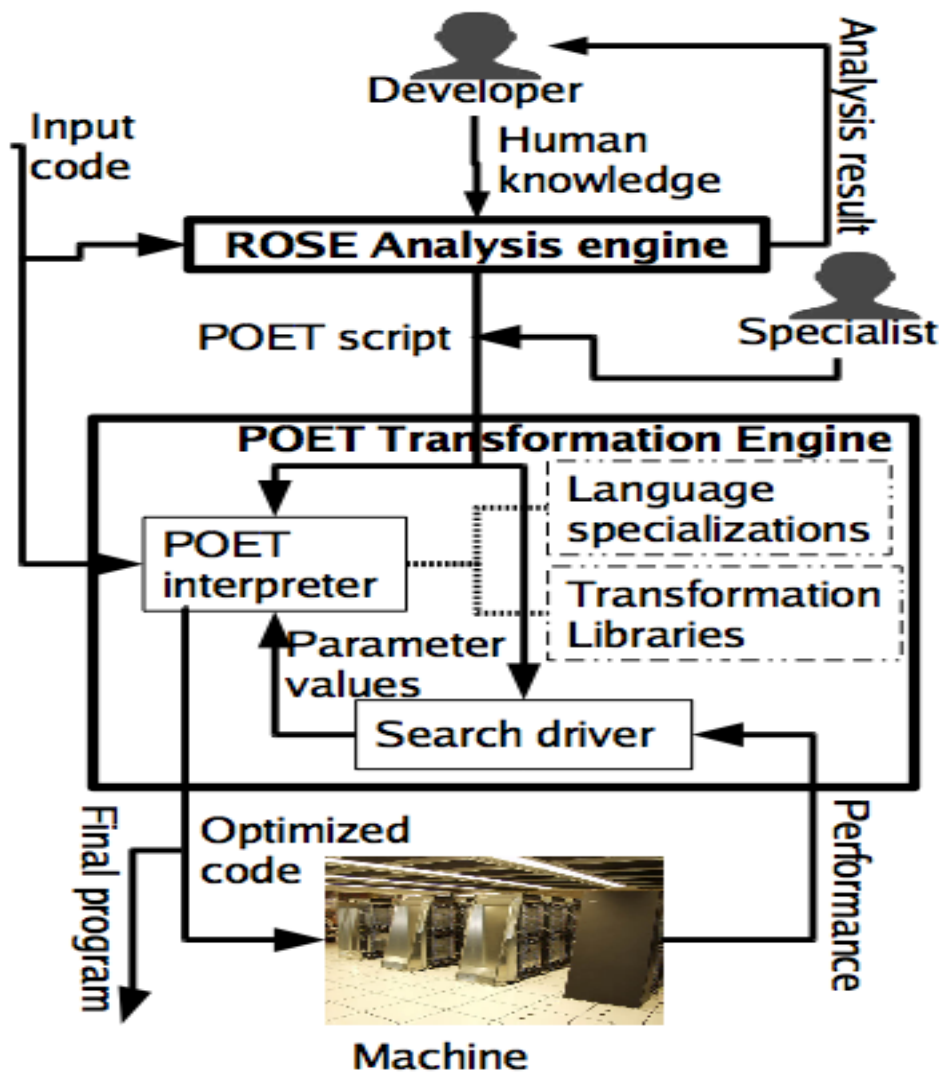 Developer
Analysis result
Input
code
Human
knowledge
ROSE Analysis engine
POET script
Specialist
POET Transformation Engine
Language
specializations
POET
interpreter
Transformation
Libraries
Parameter
values
Search driver
Final program
Optimized
code
Performance
Machine